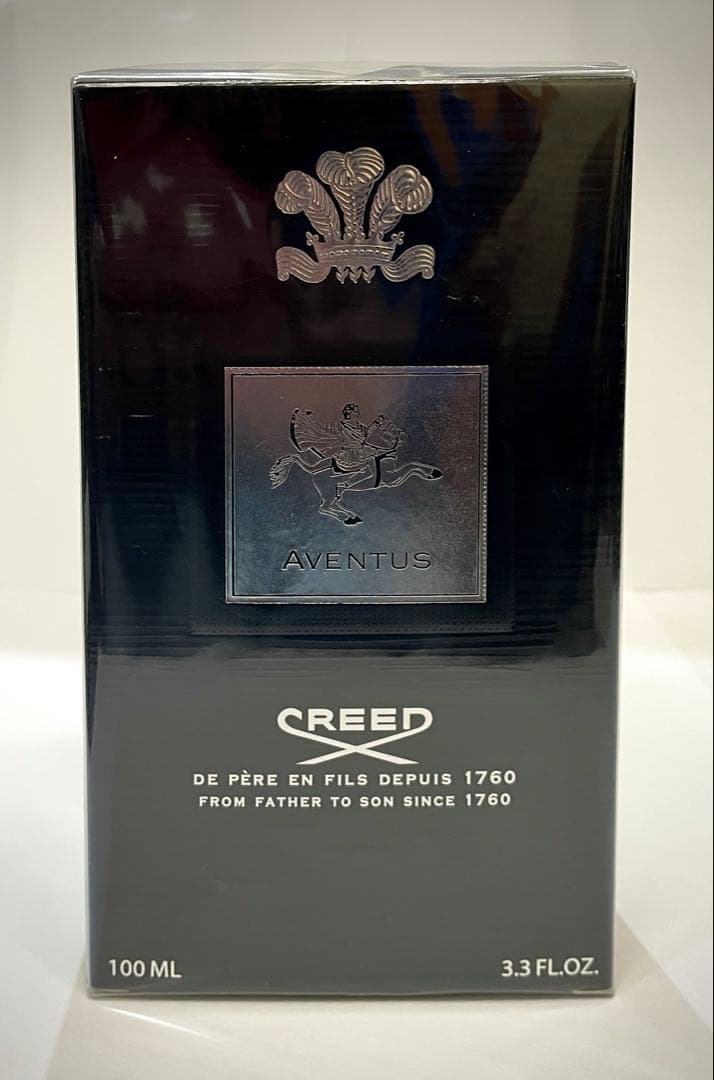 AVENTUS
CREED
DE PÈRE EN FILS DEPUIS 1760
FROM FATHER TO SON SINCE 1760
100 ML
3.3 FL.OZ.